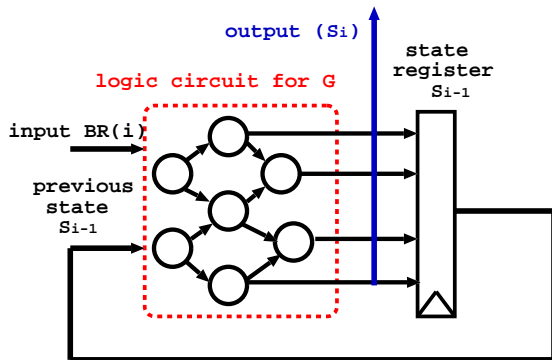 output (Si)
state
register
Si-1
logic circuit for G
input BR(i)
previous
state
Si-1